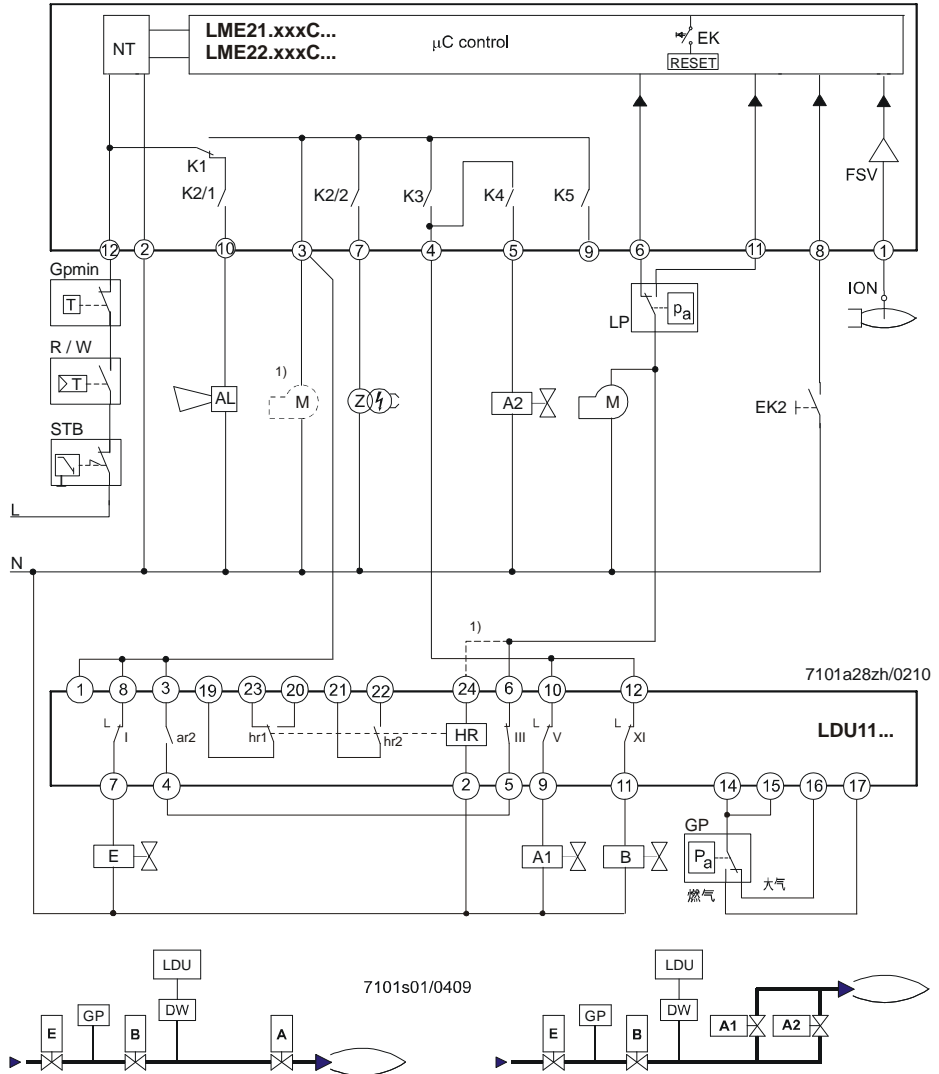 LME21.xxxC...
LME22.xxxC...
NT
µC control
EK
RESET
FSV
K1
K2/1
K2/2
K3
K4
K5
12 2 10 3 7 4 5 9 6 11 8 1
Gpmin
T
LP
pa
ION
R / W
T
1)
AL
M
Z
A2
M
EK2
STB
L
N
1)
7101a28zh/0210
1 8 3 19 23 20 21 22 24 6 10 12
L
I
ar2
hr1
hr2
HR
III
L
V
L
XI
LDU11...
7 4 2 5 9 11 14 15 16 17
GP
Pa
E
A1
B
燃气
大气
LDU
7101s01/0409
LDU
E
GP
B
DW
A
E
GP
B
DW
A1
A2